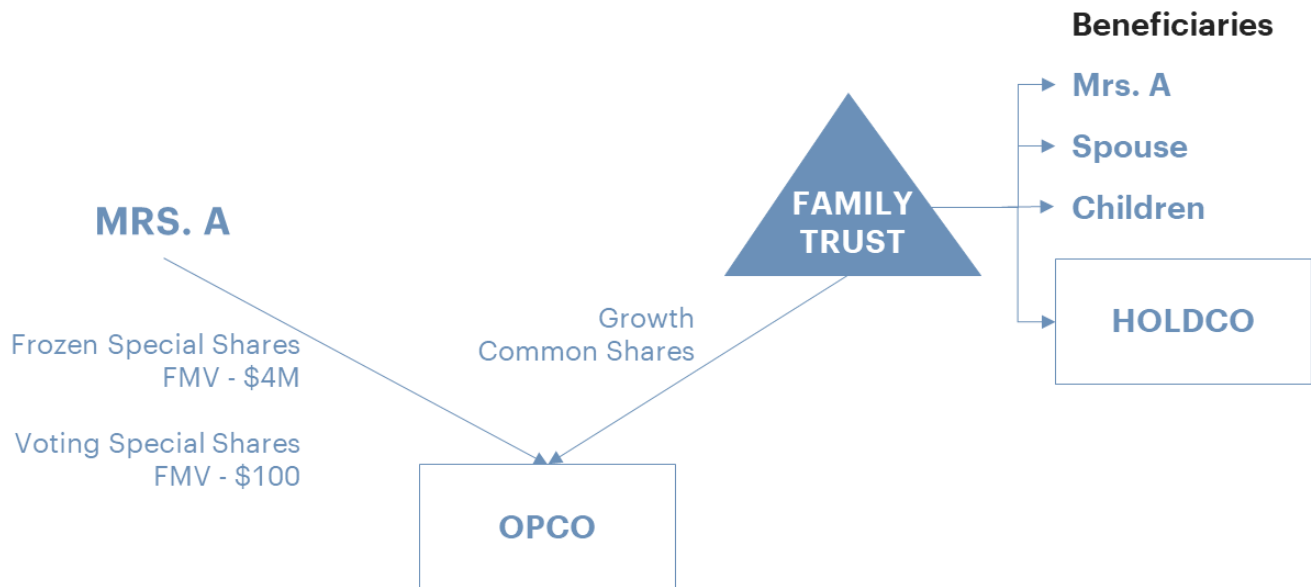 Beneficiaries
Mrs. A
Spouse
Children
HOLDCO
FAMILY
TRUST
MRS. A
Frozen Special Shares
FMV - $4M
Voting Special Shares
FMV - $100
Growth
Common Shares
OPCO